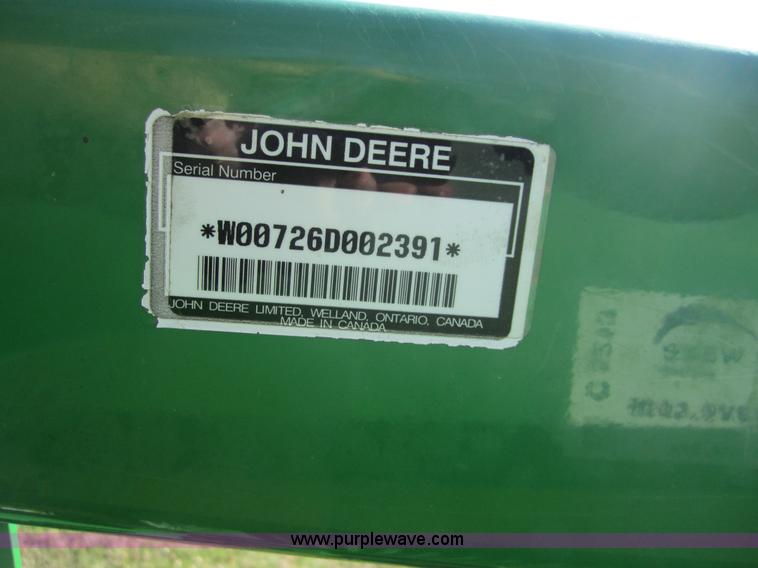 JOHN DEERE
Serial Number
*W00726D002391*
JOHN DEERE LIMITED, WELLAND, ONTARIO, CANADA
MADE IN CANADA
www.purplewave.com